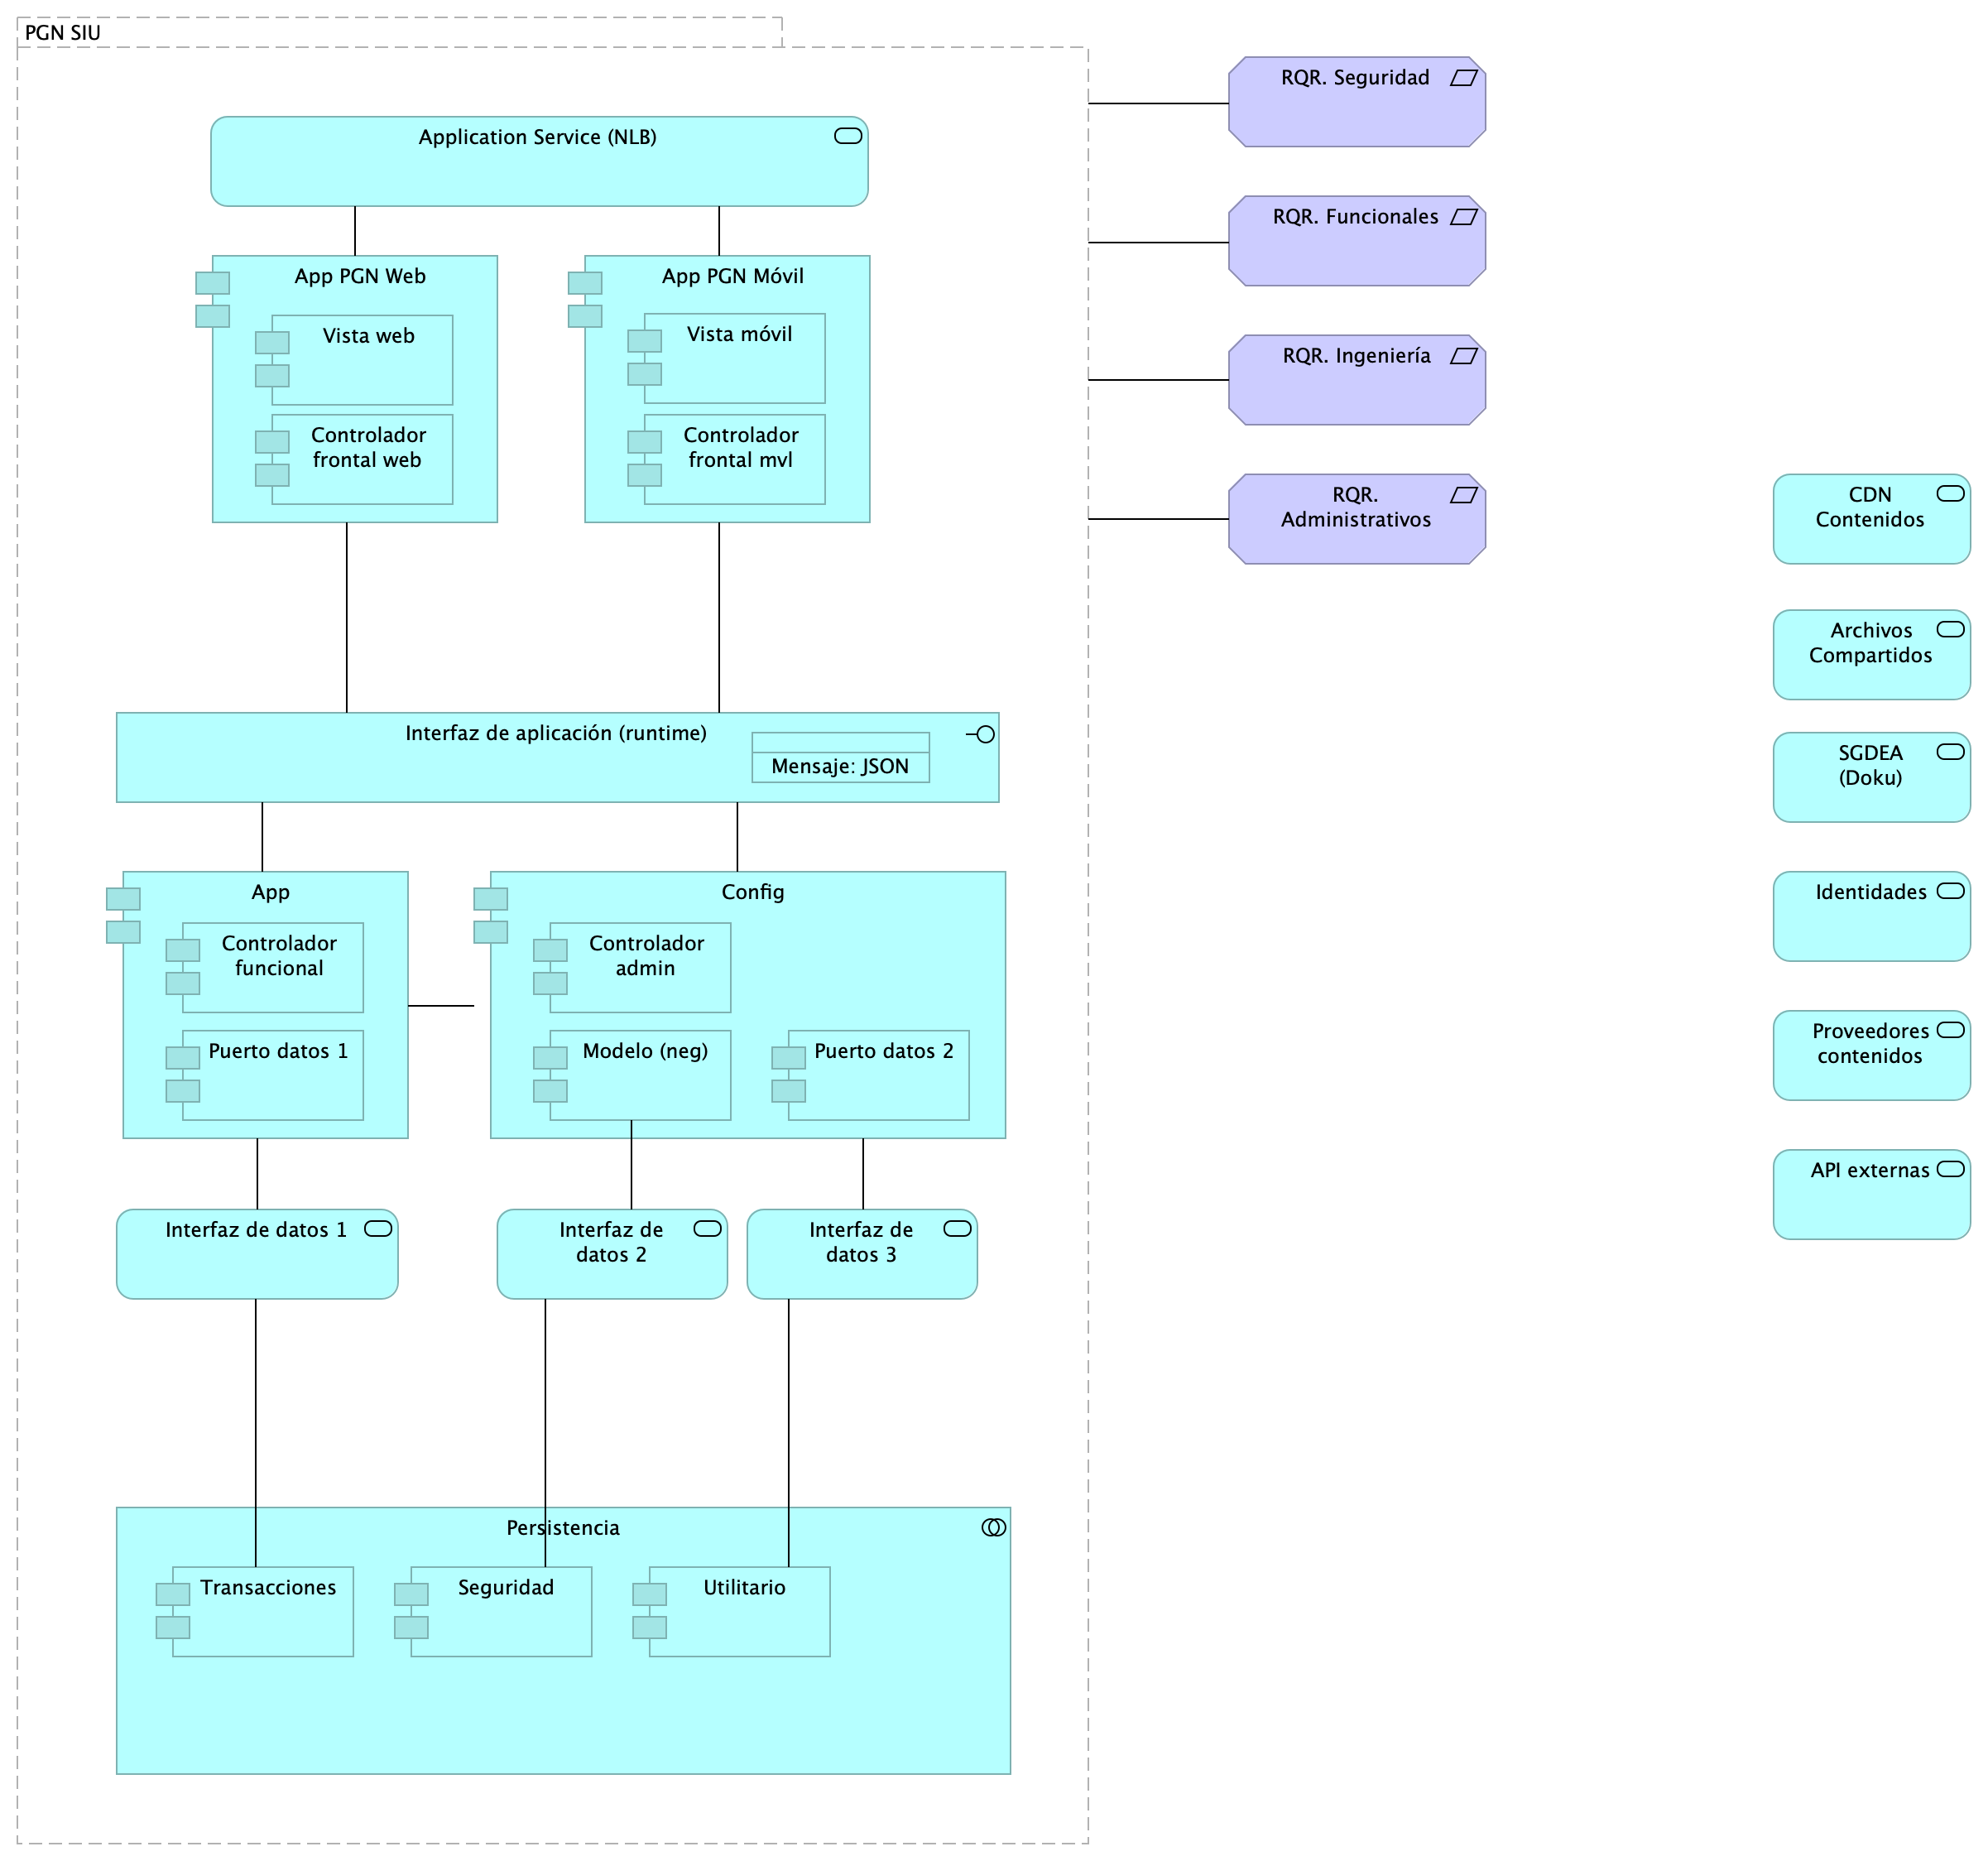 PGN SIU
Application Service (NLB)
App PGN Web
Vista web
Controlador
frontal web
App PGN Móvil
Vista móvil
Controlador
frontal mvl
Interfaz de aplicación (runtime)
Mensaje: JSON
App
Controlador
funcional
Puerto datos 1
Config
Controlador
admin
Modelo (neg)
Puerto datos 2
Interfaz de datos 1
Interfaz de
datos 2
Interfaz de
datos 3
Persistencia
Transacciones
Seguridad
Utilitario
RQR. Seguridad
RQR. Funcionales
RQR. Ingeniería
RQR.
Administrativos
CDN
Contenidos
Archivos
Compartidos
SGDEA
(Doku)
Identidades
Proveedores
contenidos
API externas